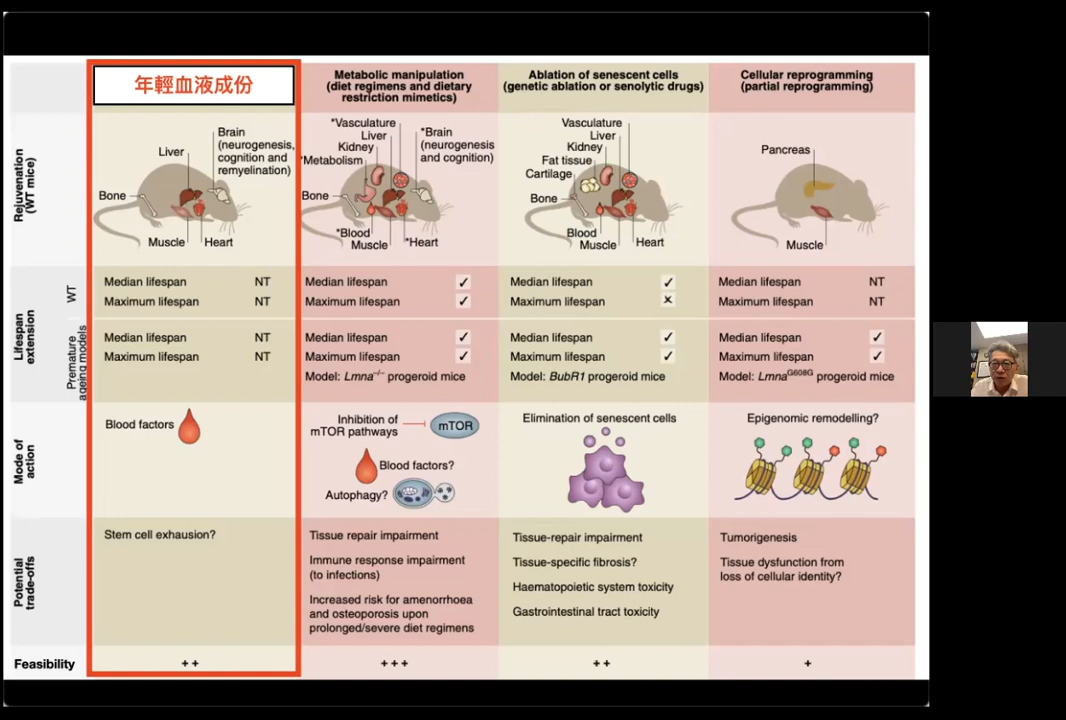 年輕血液成份
Metabolic manipulation
(diet regimens and dietary
restriction mimetics)
Ablation of senescent cells
(genetic ablation or senolytic drugs)
Cellular reprogramming
(partial reprogramming)
Rejuvenation
(WT mice)
Brain
(neurogenesis,
cognition and
remyelination)
Liver
Bone
Muscle
Heart
*Vasculature
Liver
Kidney
*Metabolism
Bone
*Brain
(neurogenesis
and cognition)
*Blood
Muscle
*Heart
Vasculature
Liver
Kidney
Fat tissue
Cartilage
Bone
Blood
Muscle
Heart
Pancreas
Muscle
Lifespan
extension
WT
Median lifespan NT
Maximum lifespan NT
Median lifespan ✓
Maximum lifespan ✓
Median lifespan ✓
Maximum lifespan ×
Median lifespan NT
Maximum lifespan NT
Premature
ageing models
Median lifespan NT
Maximum lifespan NT
Median lifespan ✓
Maximum lifespan ✓
Model: Lmna–/– progeroid mice
Median lifespan ✓
Maximum lifespan ✓
Model: BubR1 progeroid mice
Median lifespan ✓
Maximum lifespan ✓
Model: LmnaG608G progeroid mice
Mode of
action
Blood factors
Inhibition of
mTOR pathways
mTOR
Blood factors?
Autophagy?
Elimination of senescent cells
Epigenomic remodelling?
Potential
trade-offs
Stem cell exhausion?
Tissue repair impairment
Immune response impairment
(to infections)
Increased risk for amenorrhoea
and osteoporosis upon
prolonged/severe diet regimens
Tissue-repair impairment
Tissue-specific fibrosis?
Haematopoietic system toxicity
Gastrointestinal tract toxicity
Tumorigenesis
Tissue dysfunction from
loss of cellular identity?
Feasibility ++ +++ ++ +